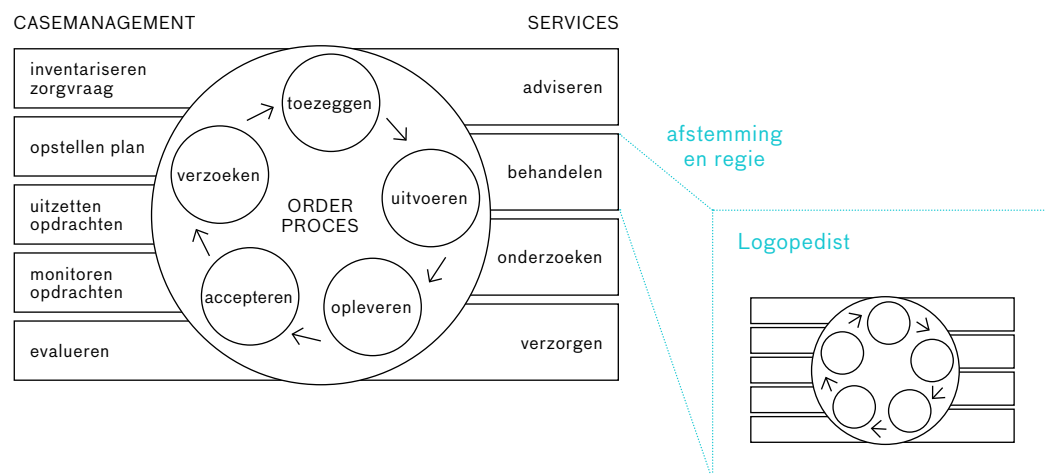 CASEMANAGEMENT
SERVICES
inventariseren
zorgvraag
opstellen plan
uitzetten
opdrachten
monitoren
opdrachten
evalueren
toezeggen
verzoeken
uitvoeren
ORDER
PROCES
accepteren
opleveren
adviseren
behandelen
onderzoeken
verzorgen
afstemming
en regie
Logopedist